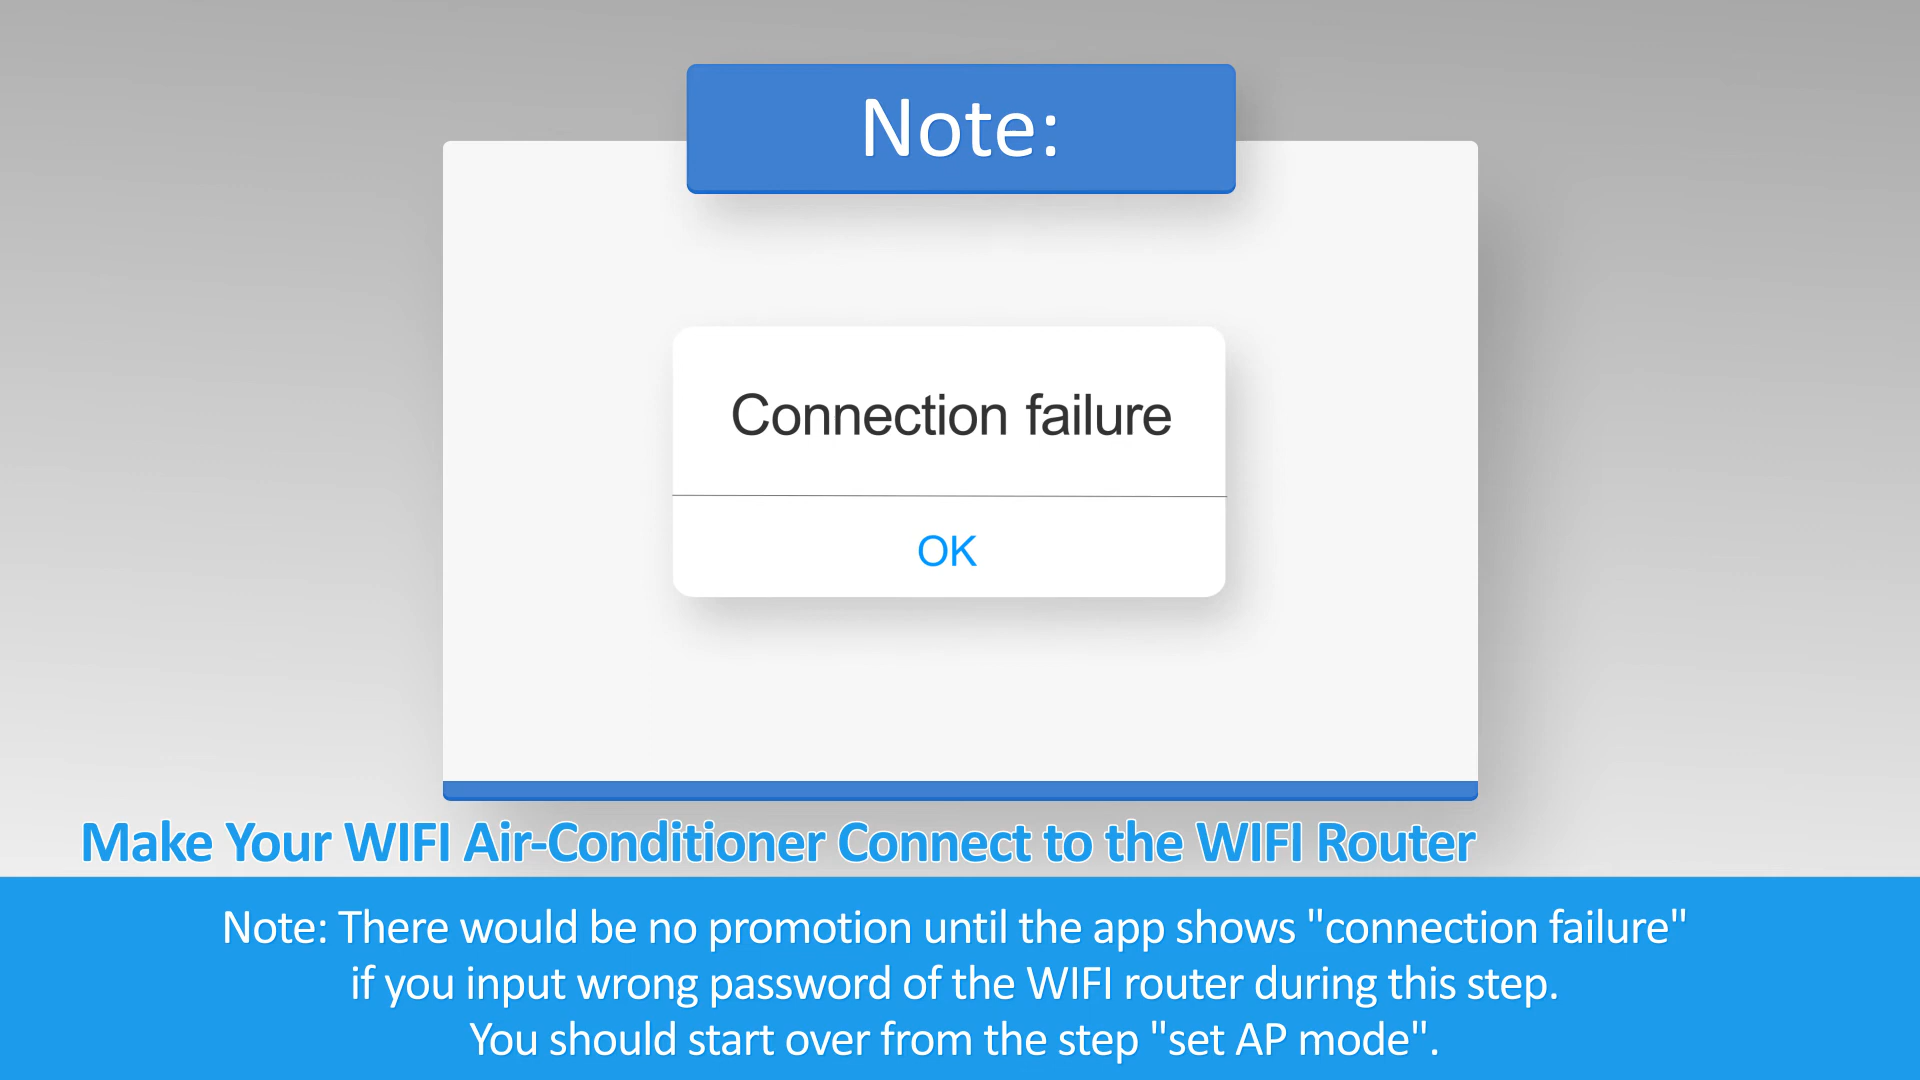 Note:
Connection failure
OK
Make Your WIFI Air-Conditioner Connect to the WIFI Router
Note: There would be no promotion until the app shows "connection failure"
if you input wrong password of the WIFI router during this step.
You should start over from the step "set AP mode".